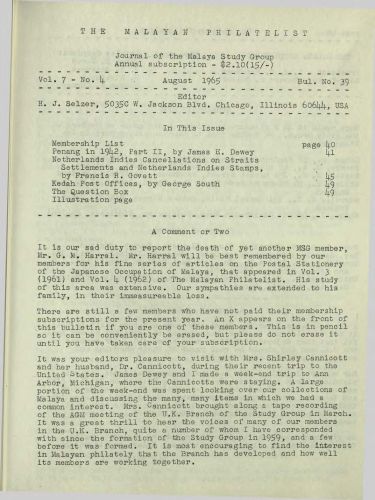 THE MALAYAN PHILATELIST
Journal of the Malaya Study Group
Annual subscription - $2.10(15/-)
Vol. 7 - No. 4 August 1965 Bul. No. 39
Editor
H. J. Selzer, 5035C W. Jackson Blvd. Chicago, Illinois 60644, USA
In This Issue
Membership List page 40
Penang in 1942, Part II, by James E. Dewey 41
Netherlands Indies Cancellations on Straits
Settlements and Netherlands Indies Stamps,
by Francis H. Govett 45
Kedah Post Offices, by George South 49
The Question Box 49
Illustration page
A Comment or Two
It is our sad duty to report the death of yet another MSG member,
Mr. G. M. Harral. Mr. Harral will be best remembered by our
members for his fine series of articles on the Postal Stationery
of the Japanese Occupation of Malaya, that appeared in Vol. 3
(1961) and Vol. 4 (1962) of The Malayan Philatelist. His study
of this area was extensive. Our sympathies are extended to his
family, in their immeasureable loss.
There are still a few members who have not paid their membership
subscriptions for the present year. An X appears on the front of
this bulletin if you are one of these members. This is in pencil
so it can be conveniently be erased, but please do not erase it
until you have taken care of your subscription.
It was your editors pleasure to visit with Mrs. Shirley Cannicott
and her husband, Dr. Cannicott, during their recent trip to the
United States. James Dewey and I made a week-end trip to Ann
Arbor, Michigan, where the Cannicotts were staying. A large
portion of the week-end was spent looking over our collections of
Malaya and discussing the many, many items in which we had a
common interest. Mrs. Cannicott brought along a tape recording
of the AGM meeting of the U.K. Branch of the Study Group in March.
It was a great thrill to hear the voices of many of our members
in the U.K. Branch, quite a number of whom I have corresponded
with since the formation of the Study Group in 1959, and a few
before it was formed. It is most encouraging to find the interest
in Malayan philately that the Branch has developed and how well
its members are working together.